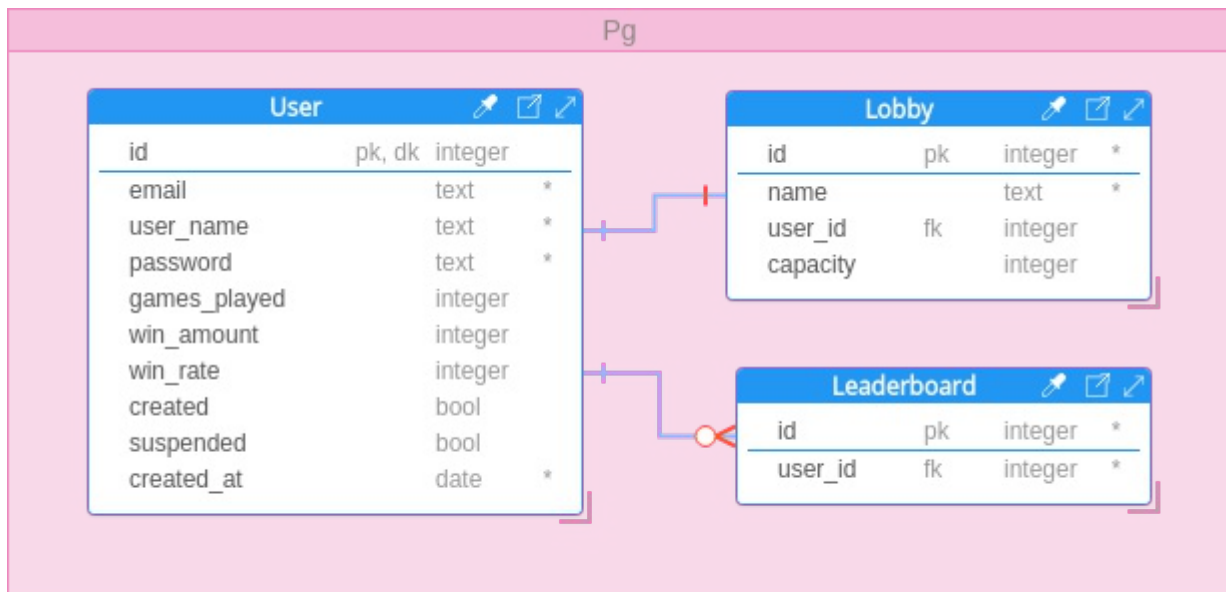 Pg
User
id pk, dk integer
email text *
user_name text *
password text *
games_played integer
win_amount integer
win_rate integer
created bool
suspended bool
created_at date *
Lobby
id pk integer *
name text *
user_id fk integer
capacity integer
Leaderboard
id pk integer *
user_id fk integer *